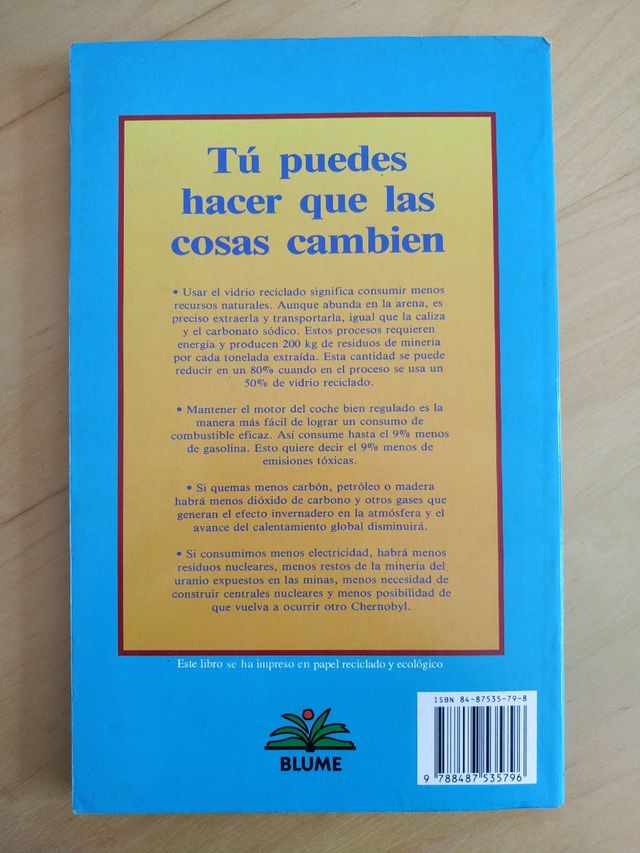 Tú puedes
hacer que las
cosas cambien
• Usar el vidrio reciclado significa consumir menos
recursos naturales. Aunque abunda en la arena, es
preciso extraerla y transportarla, igual que la caliza
y el carbonato sódico. Estos procesos requieren
energía y producen 200 kg de residuos de minería
por cada tonelada extraída. Esta cantidad se puede
reducir en un 80% cuando en el proceso se usa un
50% de vidrio reciclado.
• Mantener el motor del coche bien regulado es la
manera más fácil de lograr un consumo de
combustible eficaz. Así consume hasta el 9% menos
de gasolina. Esto quiere decir el 9% menos de
emisiones tóxicas.
• Si quemas menos carbón, petróleo o madera
habrá menos dióxido de carbono y otros gases que
generan el efecto invernadero en la atmósfera y el
avance del calentamiento global disminuirá.
• Si consumimos menos electricidad, habrá menos
residuos nucleares, menos restos de la minería del
uranio expuestos en las minas, menos necesidad de
construir centrales nucleares y menos posibilidad de
que vuelva a ocurrir otro Chernobyl.
Este libro se ha impreso en papel reciclado y ecológico
BLUME
ISBN 84-87535-79-8
9 788487 535796